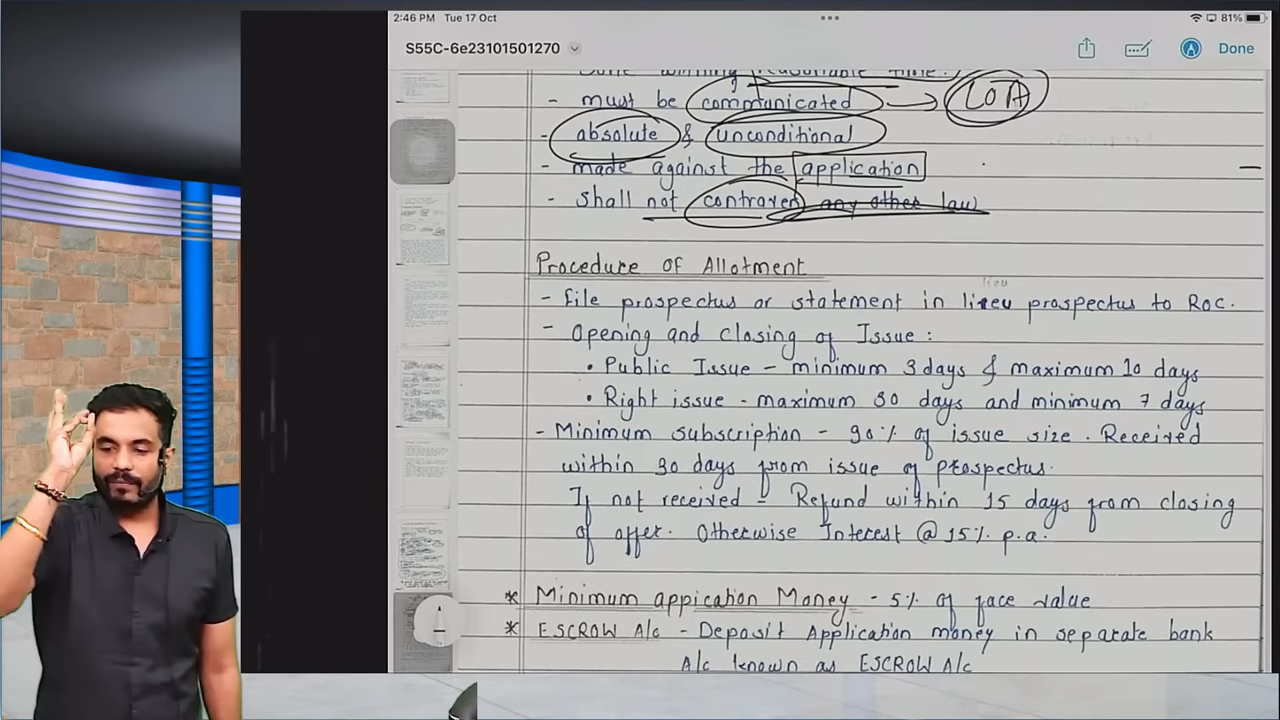 2:46 PM Tue 17 Oct
81%
S55C-6e23101501270
Done
reasonable time.
- must be communicated → LOTA
- absolute & unconditional
- made against the application
- shall not contraven any other law
Procedure of Allotment
lieu
- File prospectus or statement in lireu prospectus to RoC.
- Opening and closing of Issue :
• Public Issue - minimum 3 days & maximum 10 days
• Right issue - maximum 30 days and minimum 7 days
- Minimum subscription - 90% of issue size. Received
within 30 days from issue of prospectus.
If not received - Refund within 15 days from closing
of offer. Otherwise Interest @ 15% p.a.
* Minimum appication Money - 5% of face value
* ESCROW A/c - Deposit Application money in separate bank
A/c known as ESCROW A/c